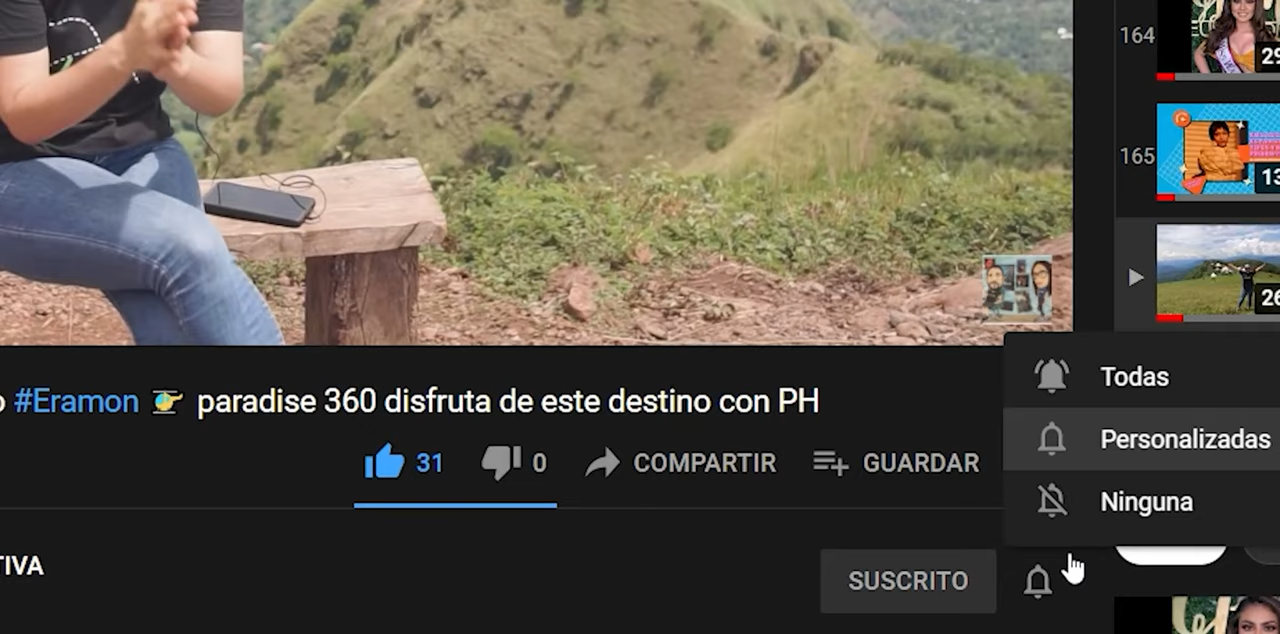 164
165
o #Eramon paradise 360 disfruta de este destino con PH
31
0
COMPARTIR
GUARDAR
Todas
Personalizadas
Ninguna
TIVA
SUSCRITO